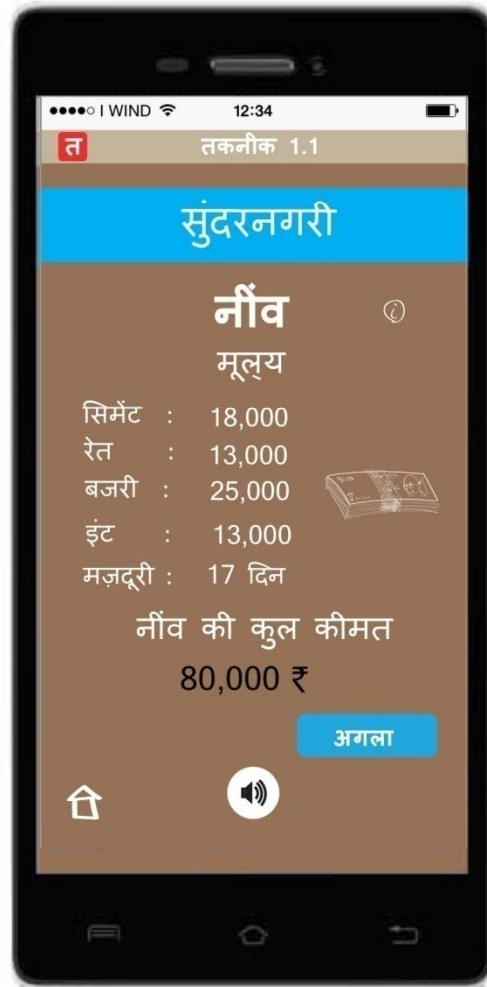 I WIND 12:34
त तकनीक 1.1
सुंदरनगरी
नींव
i
मूल्य
सिमेंट : 18,000
रेत : 13,000
बजरी : 25,000
इंट : 13,000
मज़दूरी : 17 दिन
नींव की कुल कीमत
80,000 ₹
अगला